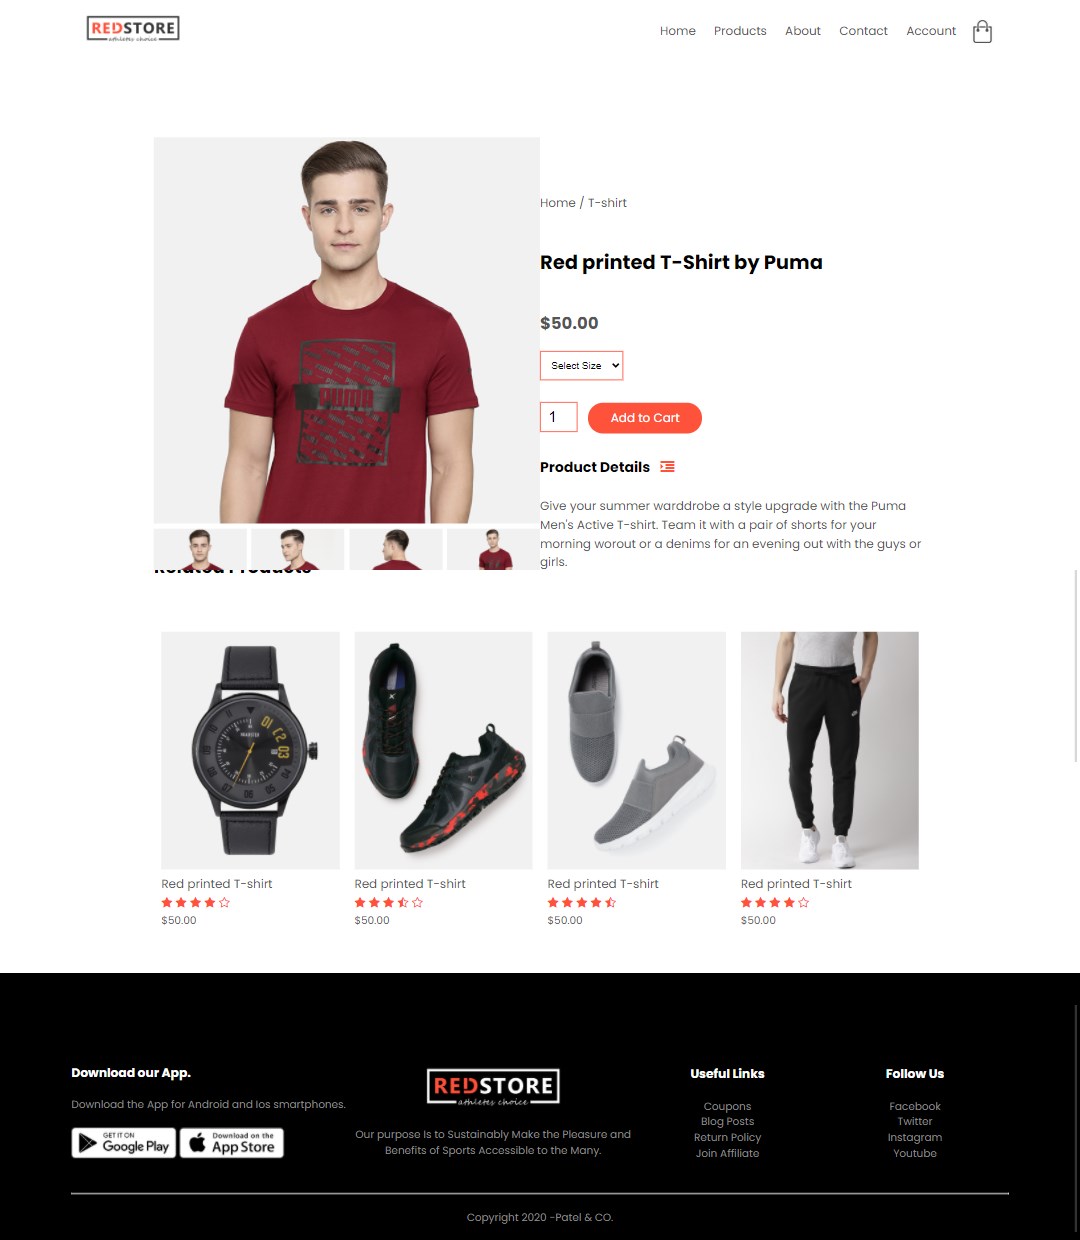 REDSTORE
athletes choice
Home Products About Contact Account
Home / T-shirt
Red printed T-Shirt by Puma
$50.00
Select Size
1 Add to Cart
Product Details
Give your summer warddrobe a style upgrade with the Puma
Men's Active T-shirt. Team it with a pair of shorts for your
morning worout or a denims for an evening out with the guys or
girls.
PUMA
Related Products
Red printed T-shirt
$50.00
Red printed T-shirt
$50.00
Red printed T-shirt
$50.00
Red printed T-shirt
$50.00
Download our App.
Download the App for Android and Ios smartphones.
GET IT ON
Google Play
Download on the
App Store
REDSTORE
athletes choice
Our purpose Is to Sustainably Make the Pleasure and
Benefits of Sports Accessible to the Many.
Useful Links
Coupons
Blog Posts
Return Policy
Join Affiliate
Follow Us
Facebook
Twitter
Instagram
Youtube
Copyright 2020 -Patel & CO.